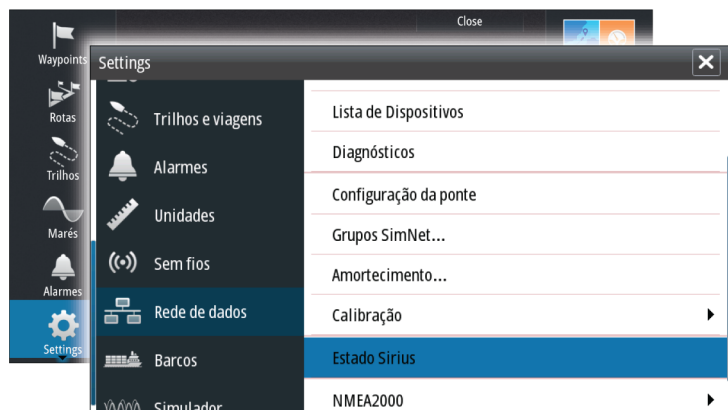 Close
Waypoints
Rotas
Trilhos
Marés
Alarmes
Settings
Settings
Trilhos e viagens
Alarmes
Unidades
Sem fios
Rede de dados
Barcos
Simulador
Lista de Dispositivos
Diagnósticos
Configuração da ponte
Grupos SimNet...
Amortecimento...
Calibração
Estado Sirius
NMEA2000